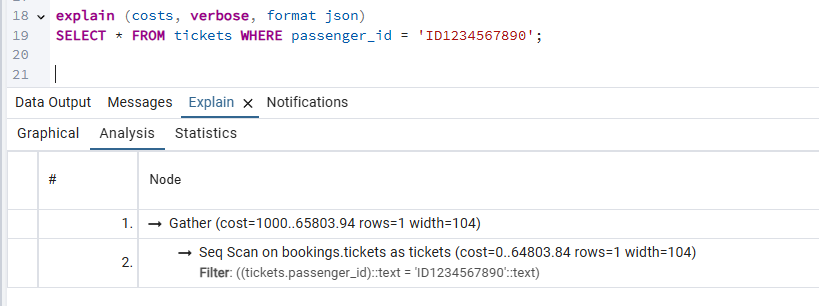 18 explain (costs, verbose, format json)
19 SELECT * FROM tickets WHERE passenger_id = 'ID1234567890';
20
21
Data Output Messages Explain × Notifications
Graphical Analysis Statistics
# Node
1. → Gather (cost=1000..65803.94 rows=1 width=104)
2. → Seq Scan on bookings.tickets as tickets (cost=0..64803.84 rows=1 width=104)
Filter: ((tickets.passenger_id)::text = 'ID1234567890'::text)